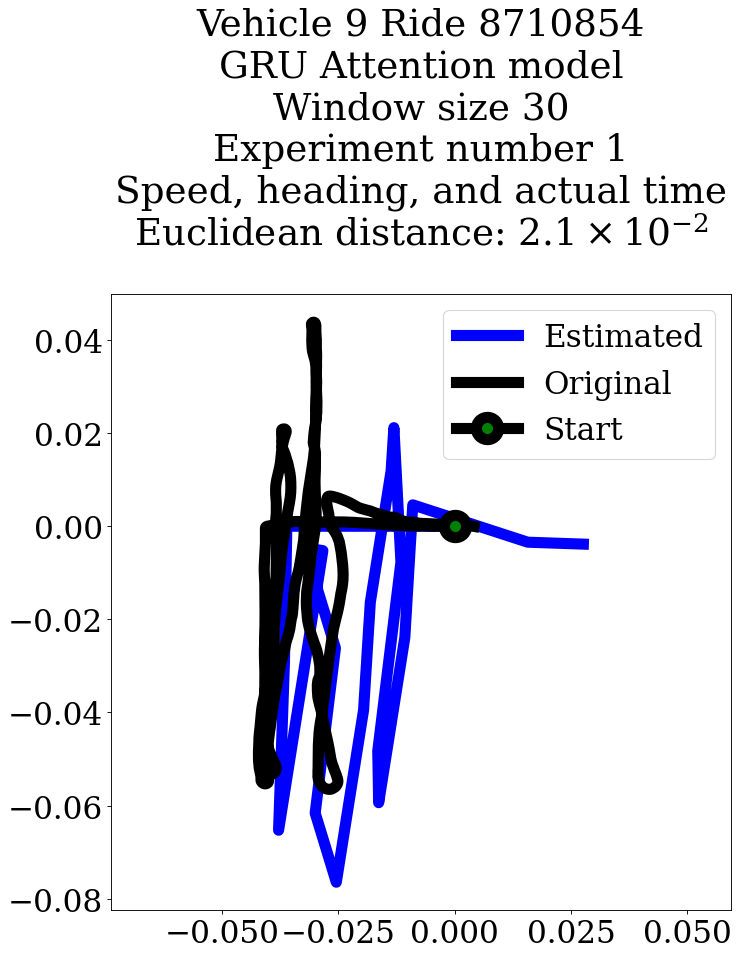 Vehicle 9 Ride 8710854
GRU Attention model
Window size 30
Experiment number 1
Speed, heading, and actual time
Euclidean distance: 2.1 × 10⁻²
Estimated
Original
Start
0.04
0.02
0.00
−0.02
−0.04
−0.06
−0.08
−0.050 −0.025 0.000 0.025 0.050